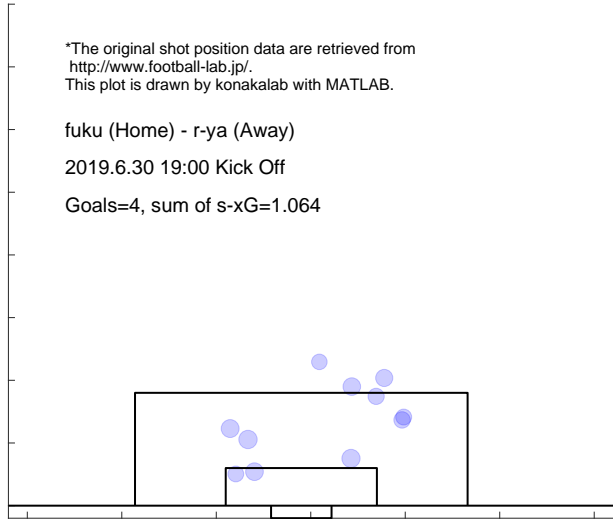 *The original shot position data are retrieved from
http://www.football-lab.jp/.
This plot is drawn by konakalab with MATLAB.
fuku (Home) - r-ya (Away)
2019.6.30 19:00 Kick Off
Goals=4, sum of s-xG=1.064